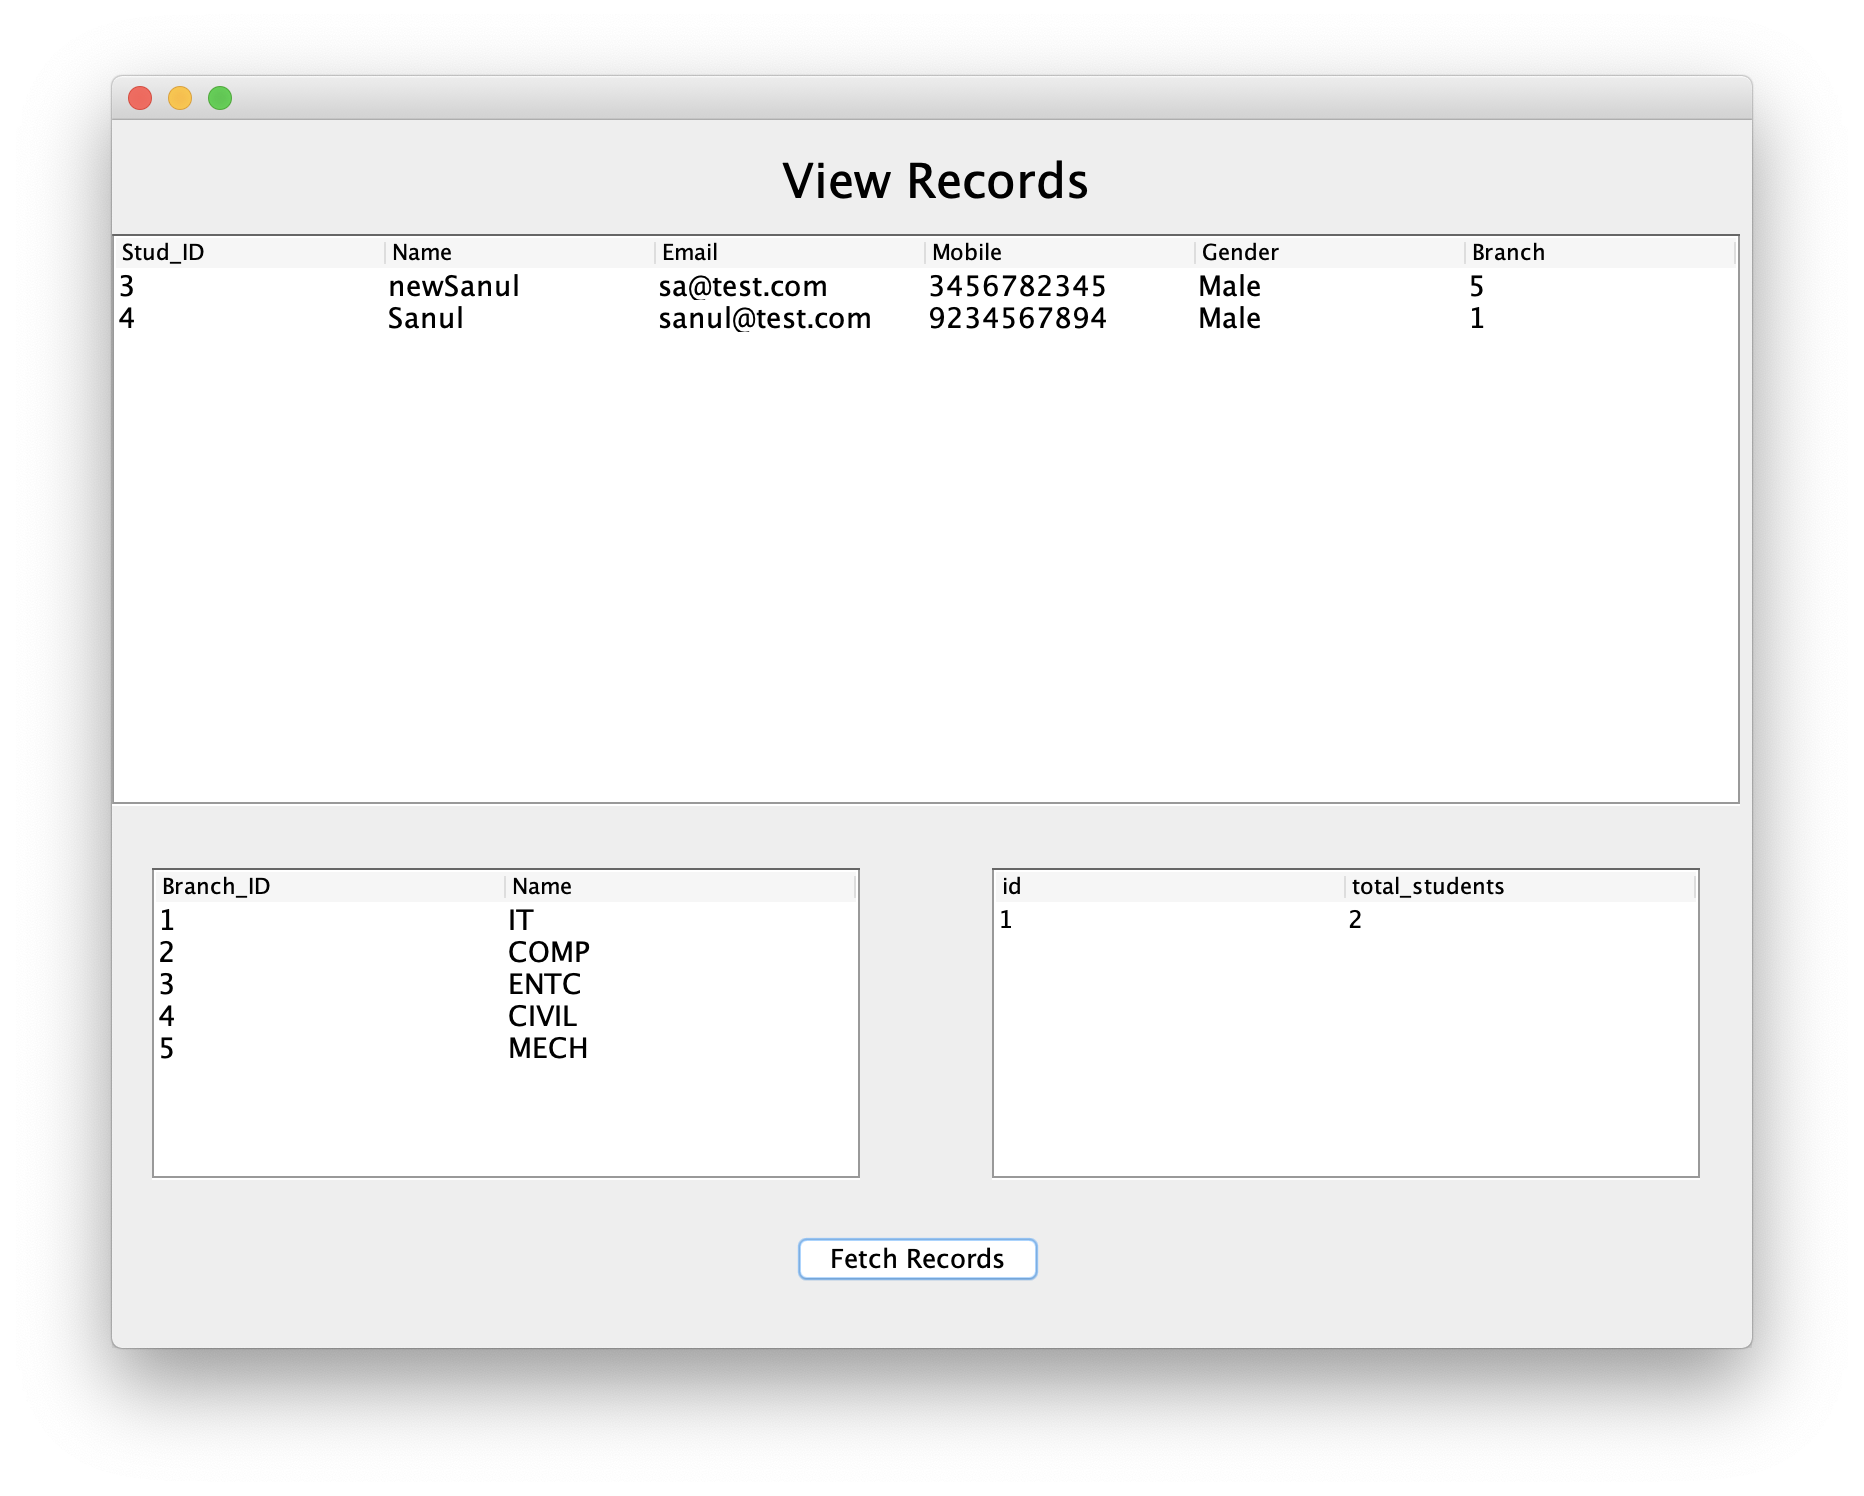 View Records
Stud_ID Name Email Mobile Gender Branch
3 newSanul sa@test.com 3456782345 Male 5
4 Sanul sanul@test.com 9234567894 Male 1
Branch_ID Name
1 IT
2 COMP
3 ENTC
4 CIVIL
5 MECH
id total_students
1 2
Fetch Records